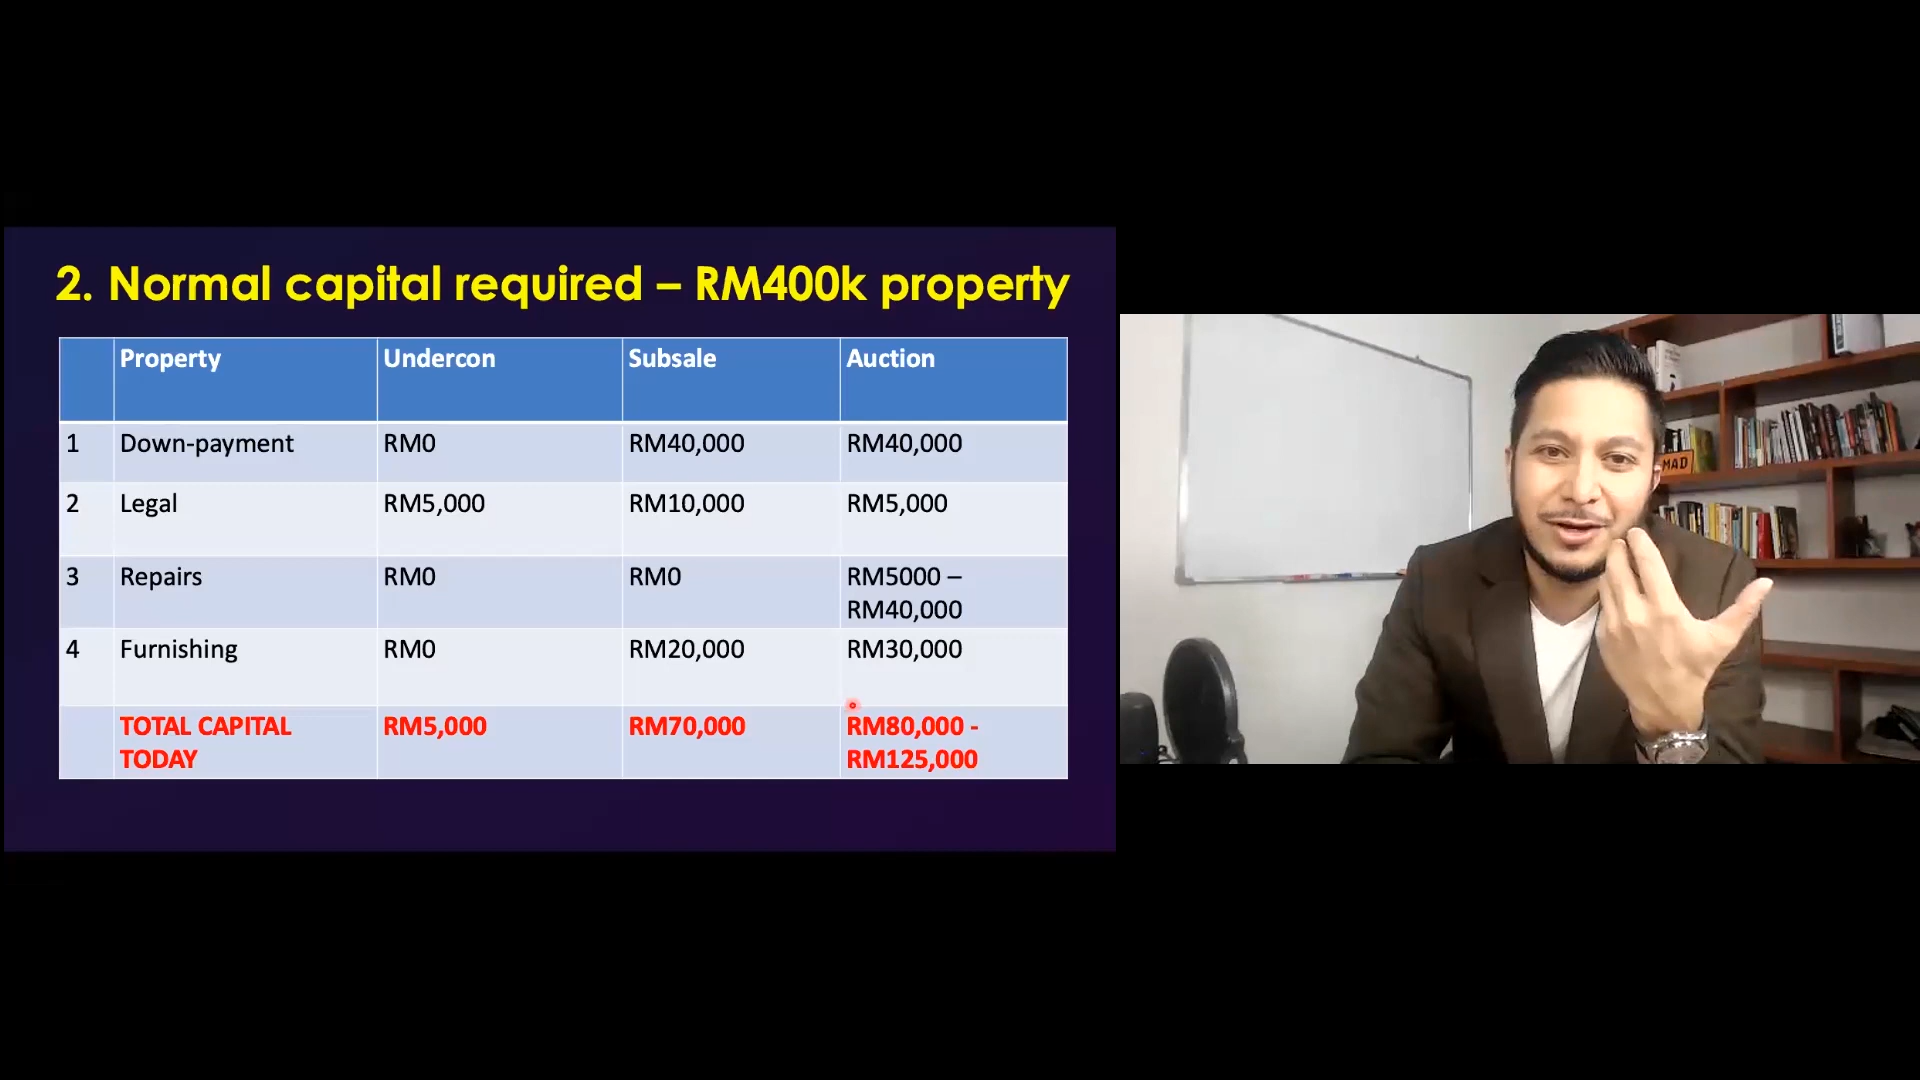 2. Normal capital required – RM400k property
Property Undercon Subsale Auction
1 Down-payment RM0 RM40,000 RM40,000
2 Legal RM5,000 RM10,000 RM5,000
3 Repairs RM0 RM0 RM5000 –
RM40,000
4 Furnishing RM0 RM20,000 RM30,000
TOTAL CAPITAL RM5,000 RM70,000 RM80,000 -
TODAY RM125,000
MAD